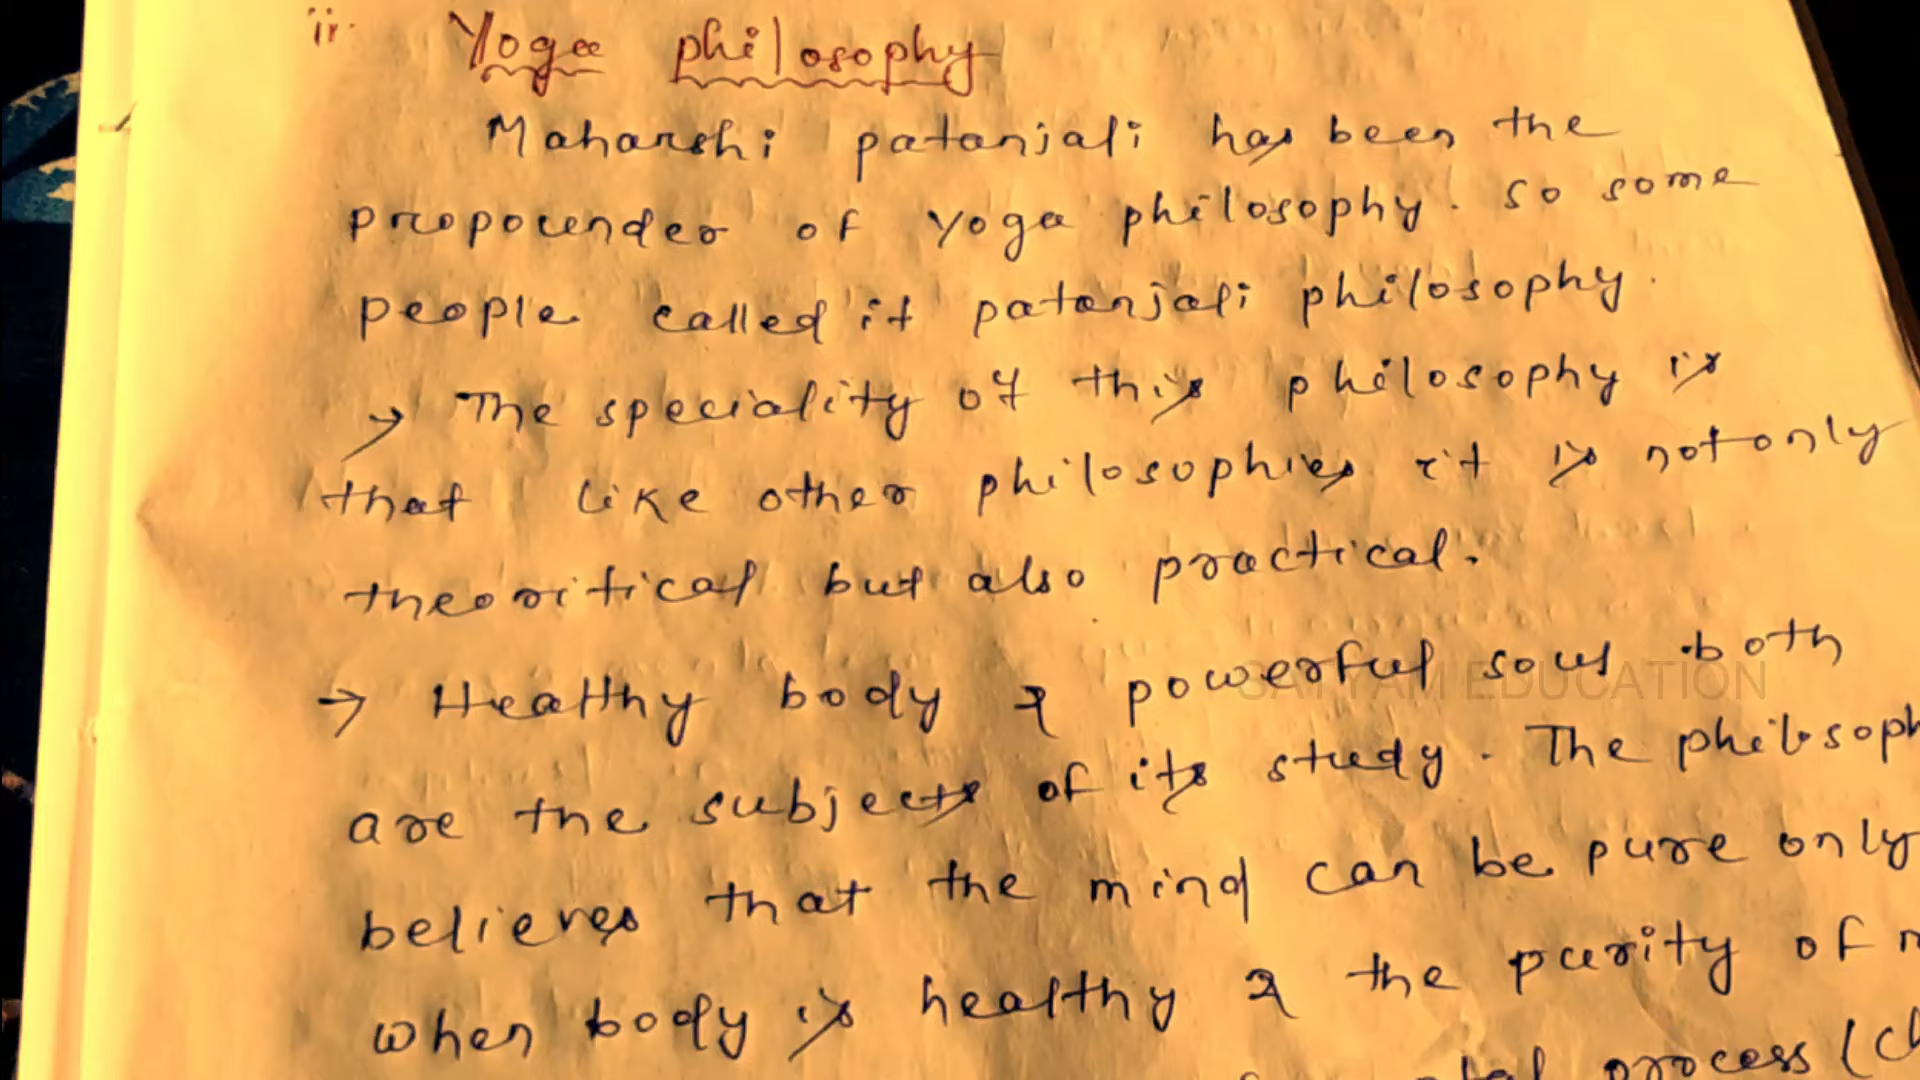 ii. Yoga philosophy
Maharshi patanjali has been the
propounder of Yoga philosophy. So some
people called it patanjali philosophy.
→ The speciality of this philosophy is
that like other philosophies it is not only
theoritical but also practical.
→ Healthy body & powerful soul both
SATYAM EDUCATION
are the subjects of its study. The philosoph
believes that the mind can be pure only
when body is healthy & the purity of
process (